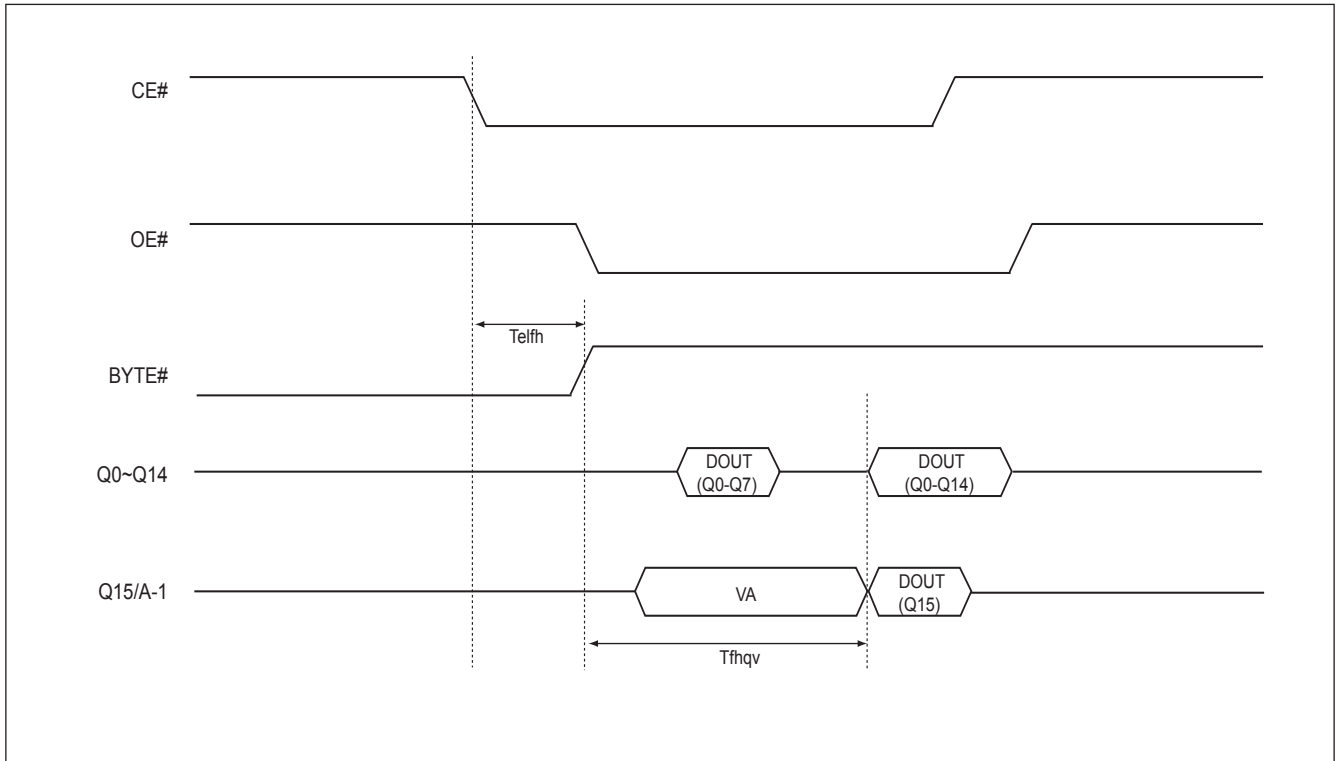 CE#
OE#
Telfh
BYTE#
Q0~Q14
DOUT
(Q0-Q7)
DOUT
(Q0-Q14)
Q15/A-1
VA
DOUT
(Q15)
Tfhqv